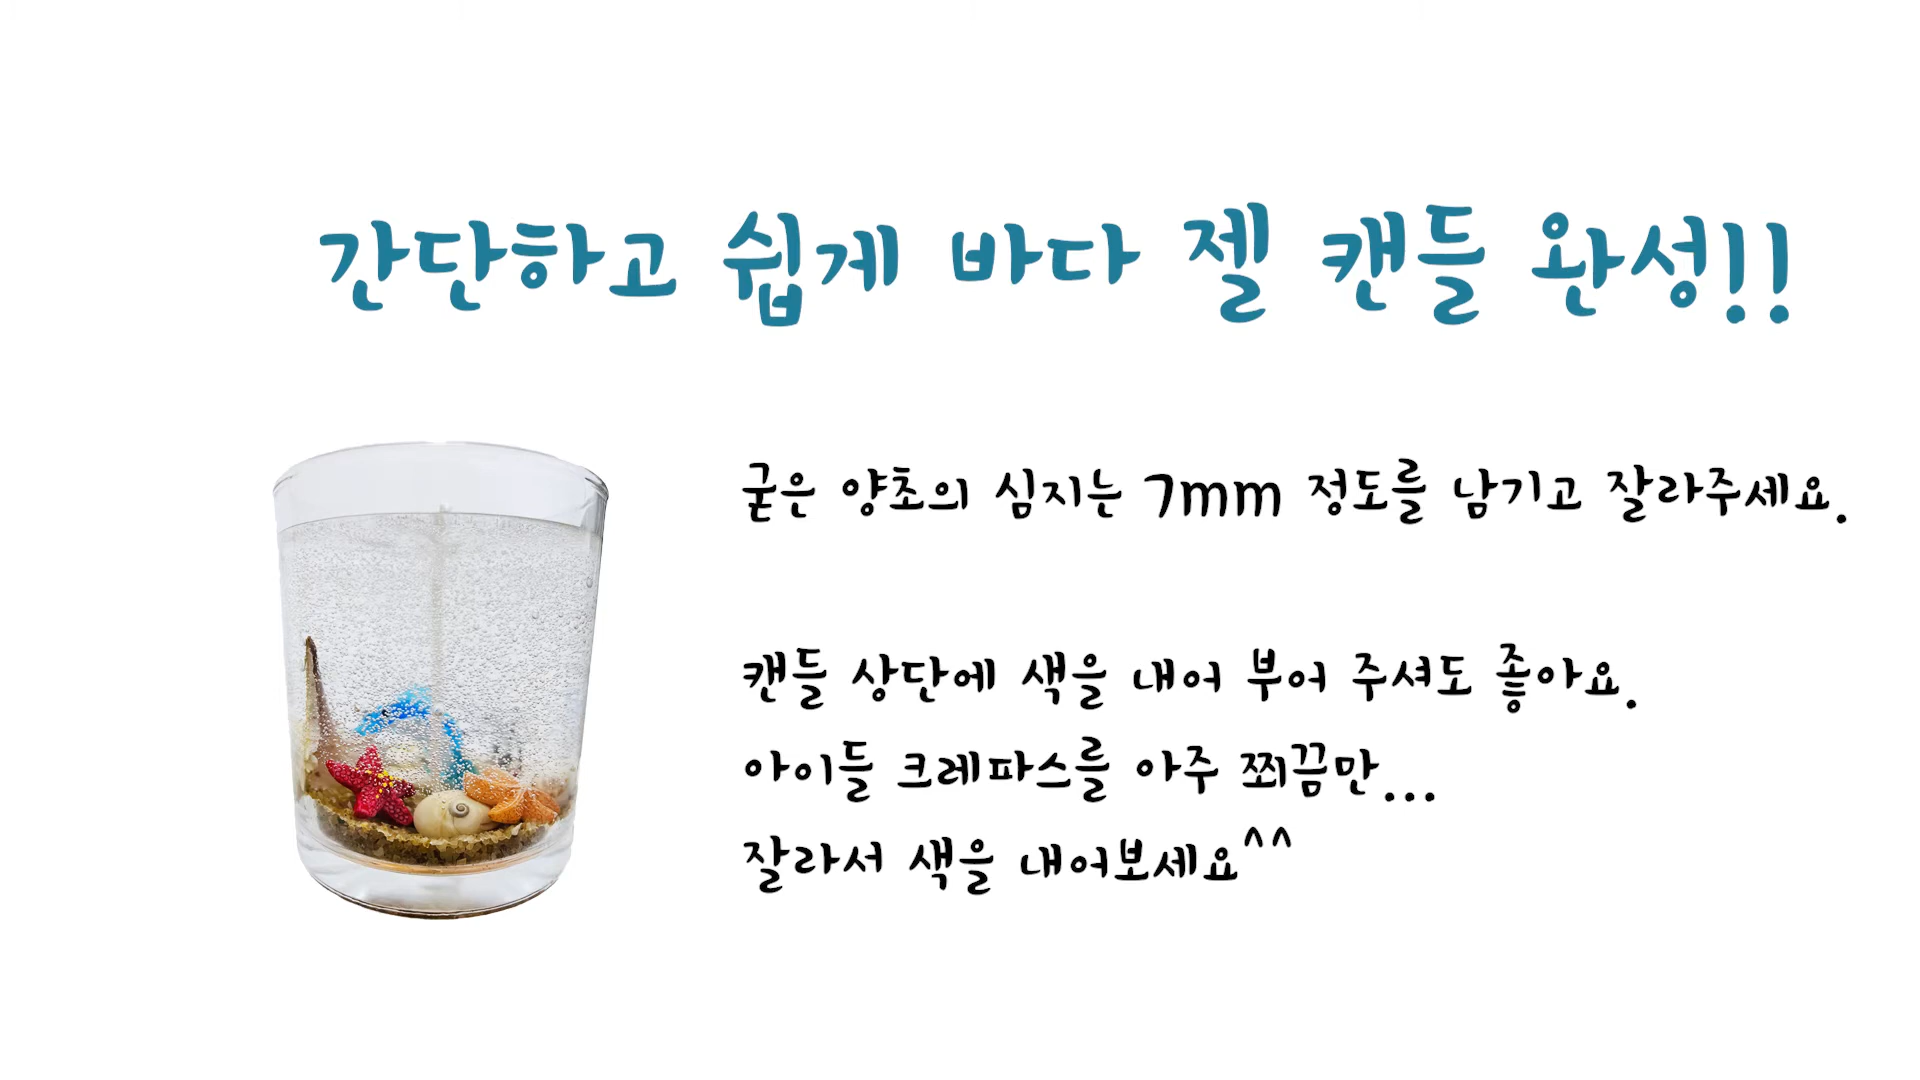 간단하고 쉽게 바다 젤 캔들 완성!!
굳은 양초의 심지는 7mm 정도를 남기고 잘라주세요.
캔들 상단에 색을 내어 부어 주셔도 좋아요.
아이들 크레파스를 아주 쬐끔만...
잘라서 색을 내어보세요^^